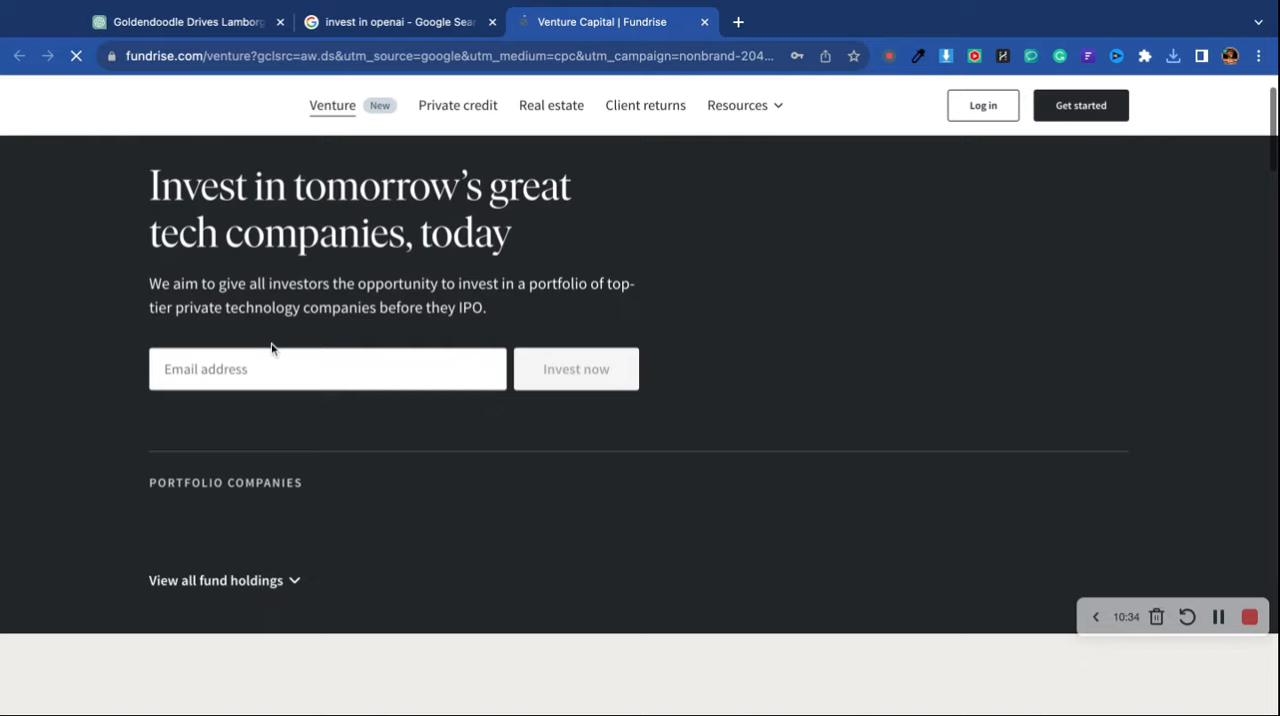 Goldendoodle Drives Lamborg
invest in openai - Google Sear
Venture Capital | Fundrise
fundrise.com/venture?gclsrc=aw.ds&utm_source=google&utm_medium=cpc&utm_campaign=nonbrand-204...
Venture New Private credit Real estate Client returns Resources Log in Get started
Invest in tomorrow's great
tech companies, today
We aim to give all investors the opportunity to invest in a portfolio of top-
tier private technology companies before they IPO.
Email address Invest now
PORTFOLIO COMPANIES
View all fund holdings
10:34